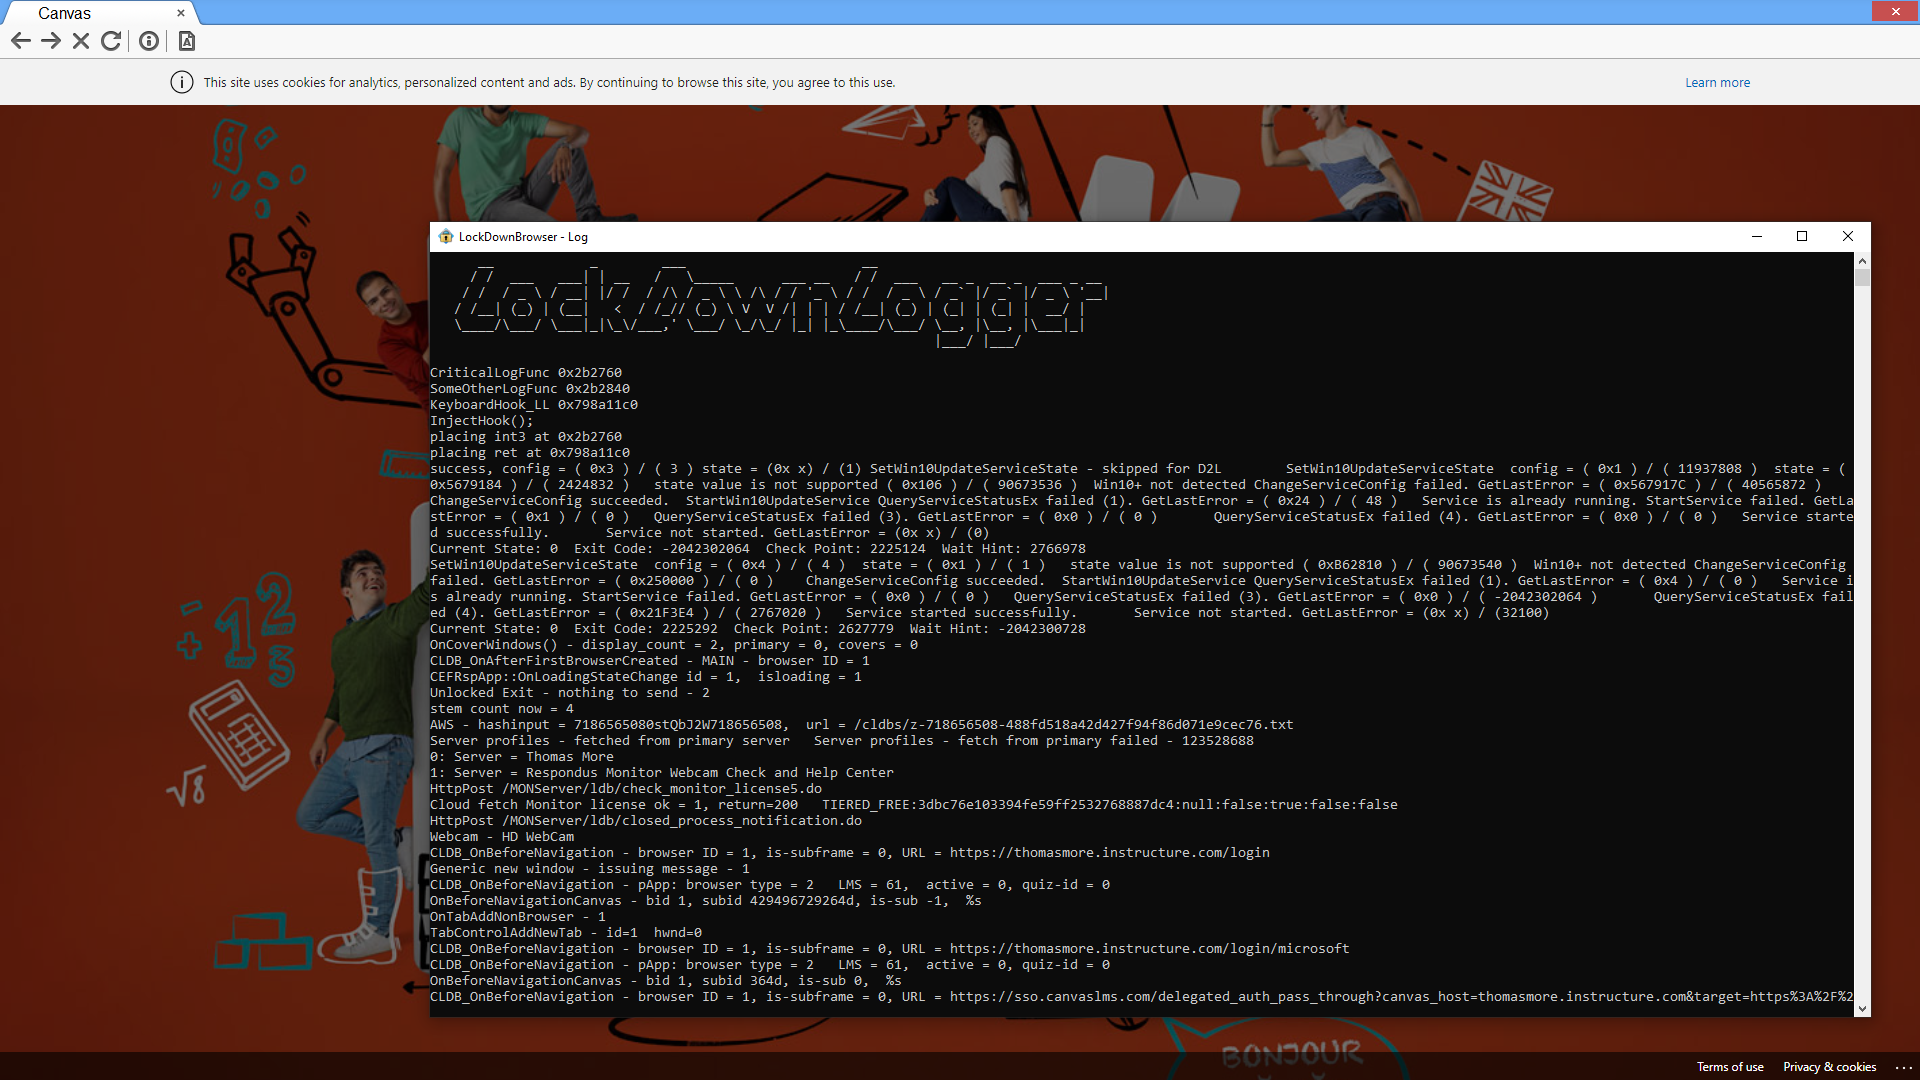 Canvas
This site uses cookies for analytics, personalized content and ads. By continuing to browse this site, you agree to this use.
Learn more
LockDownBrowser - Log
LockDownLogger
CriticalLogFunc 0x2b2760
SomeOtherLogFunc 0x2b2840
KeyboardHook_LL 0x798a11c0
InjectHook();
placing int3 at 0x2b2760
placing ret at 0x798a11c0
success, config = ( 0x3 ) / ( 3 ) state = (0x x) / (1) SetWin10UpdateServiceState - skipped for D2L        SetWin10UpdateServiceState  config = ( 0x1 ) / ( 11937808 )  state = (
0x5679184 ) / ( 2424832 )   state value is not supported ( 0x106 ) / ( 90673536 )  Win10+ not detected ChangeServiceConfig failed. GetLastError = ( 0x567917C ) / ( 40565872 )
ChangeServiceConfig succeeded.  StartWin10UpdateService QueryServiceStatusEx failed (1). GetLastError = ( 0x24 ) / ( 48 )   Service is already running. StartService failed. GetLa
stError = ( 0x1 ) / ( 0 )   QueryServiceStatusEx failed (3). GetLastError = ( 0x0 ) / ( 0 )       QueryServiceStatusEx failed (4). GetLastError = ( 0x0 ) / ( 0 )   Service starte
d successfully.       Service not started. GetLastError = (0x x) / (0)
Current State: 0  Exit Code: -2042302064  Check Point: 2225124  Wait Hint: 2766978
SetWin10UpdateServiceState  config = ( 0x4 ) / ( 4 )  state = ( 0x1 ) / ( 1 )   state value is not supported ( 0xB62810 ) / ( 90673540 )  Win10+ not detected ChangeServiceConfig
failed. GetLastError = ( 0x250000 ) / ( 0 )    ChangeServiceConfig succeeded.  StartWin10UpdateService QueryServiceStatusEx failed (1). GetLastError = ( 0x4 ) / ( 0 )   Service i
s already running. StartService failed. GetLastError = ( 0x0 ) / ( 0 )   QueryServiceStatusEx failed (3). GetLastError = ( 0x0 ) / ( -2042302064 )       QueryServiceStatusEx fail
ed (4). GetLastError = ( 0x21F3E4 ) / ( 2767020 )   Service started successfully.       Service not started. GetLastError = (0x x) / (32100)
Current State: 0  Exit Code: 2225292  Check Point: 2627779  Wait Hint: -2042300728
OnCoverWindows() - display_count = 2, primary = 0, covers = 0
CLDB_OnAfterFirstBrowserCreated - MAIN - browser ID = 1
CEFRspApp::OnLoadingStateChange id = 1,  isloading = 1
Unlocked Exit - nothing to send - 2
stem count now = 4
AWS - hashinput = 7186565080stQbJ2W718656508,  url = /cldbs/z-718656508-488fd518a42d427f94f86d071e9cec76.txt
Server profiles - fetched from primary server   Server profiles - fetch from primary failed - 123528688
0: Server = Thomas More
1: Server = Respondus Monitor Webcam Check and Help Center
HttpPost /MONServer/ldb/check_monitor_license5.do
Cloud fetch Monitor license ok = 1, return=200   TIERED_FREE:3dbc76e103394fe59ff2532768887dc4:null:false:true:false:false
HttpPost /MONServer/ldb/closed_process_notification.do
Webcam - HD WebCam
CLDB_OnBeforeNavigation - browser ID = 1, is-subframe = 0, URL = https://thomasmore.instructure.com/login
Generic new window - issuing message - 1
CLDB_OnBeforeNavigation - pApp: browser type = 2   LMS = 61,  active = 0, quiz-id = 0
OnBeforeNavigationCanvas - bid 1, subid 429496729264d, is-sub -1,  %s
OnTabAddNonBrowser - 1
TabControlAddNewTab - id=1  hwnd=0
CLDB_OnBeforeNavigation - browser ID = 1, is-subframe = 0, URL = https://thomasmore.instructure.com/login/microsoft
CLDB_OnBeforeNavigation - pApp: browser type = 2   LMS = 61,  active = 0, quiz-id = 0
OnBeforeNavigationCanvas - bid 1, subid 364d, is-sub 0,  %s
CLDB_OnBeforeNavigation - browser ID = 1, is-subframe = 0, URL = https://sso.canvaslms.com/delegated_auth_pass_through?canvas_host=thomasmore.instructure.com&target=https%3A%2F%2
1
2
3
√8
BONJOUR
Terms of use
Privacy & cookies